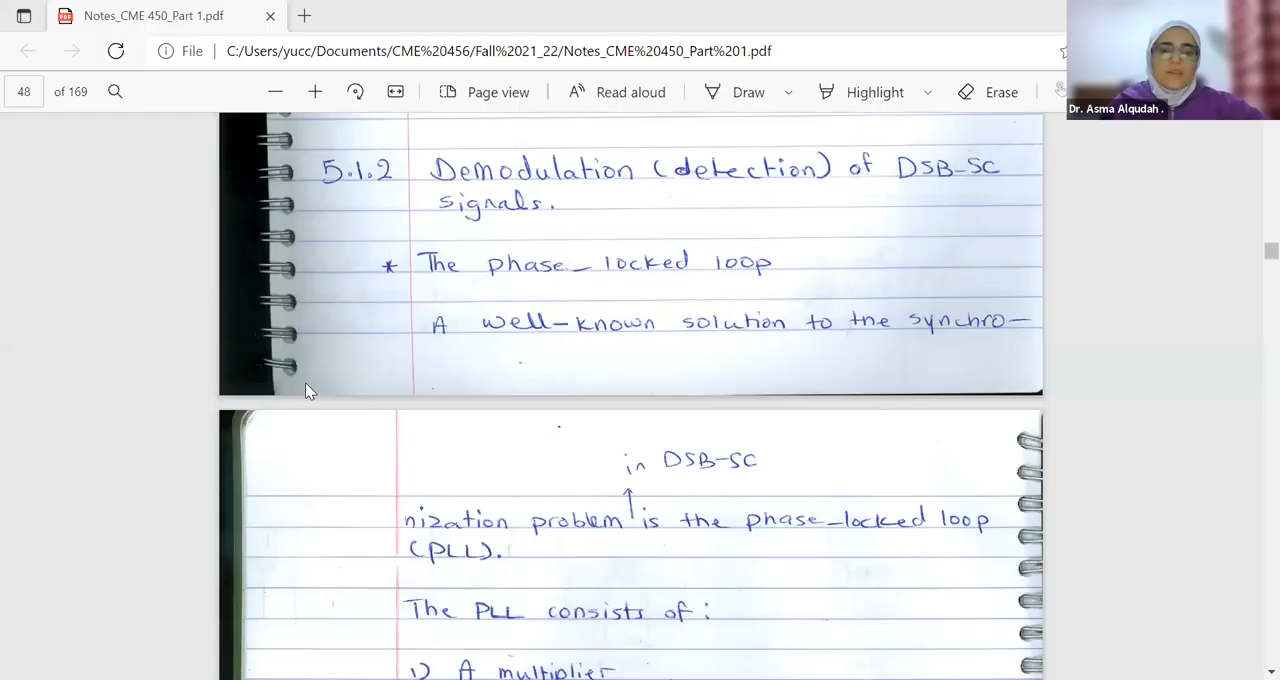 Notes_CME 450_Part 1.pdf
File
C:/Users/yucc/Documents/CME%20456/Fall%2021_22/Notes_CME%20450_Part%201.pdf
48 of 169
Page view
Read aloud
Draw
Highlight
Erase
Dr. Asma Alqudah .
5.1.2 Demodulation (detection) of DSB-SC
signals.
* The phase-locked loop
A well-known solution to the synchro-
in DSB-SC
nization problem is the phase-locked loop
(PLL).
The PLL consists of :
1) A multiplier